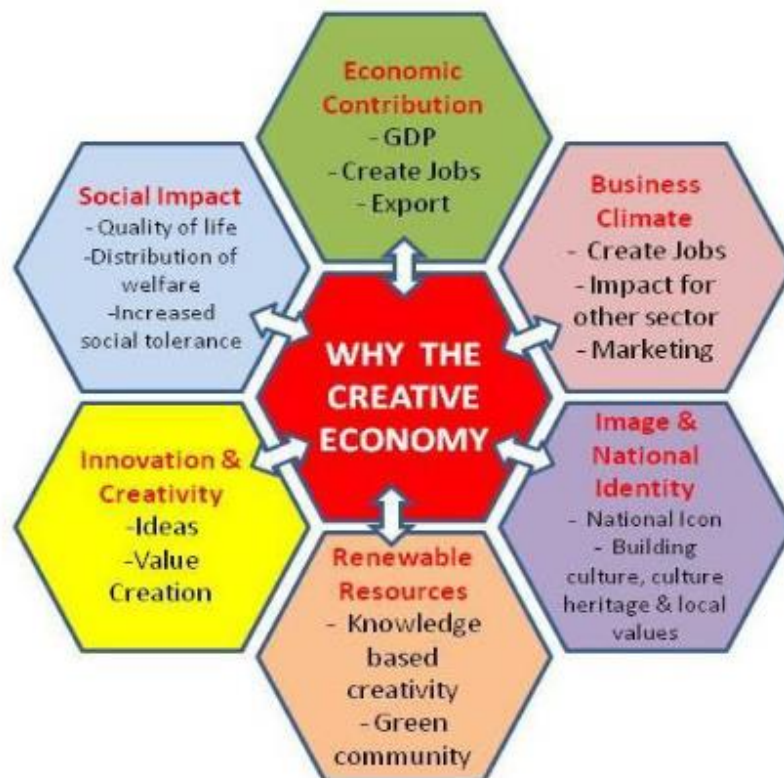 Economic
Contribution
- GDP
- Create Jobs
- Export
Business
Climate
- Create Jobs
- Impact for
other sector
- Marketing
Image &
National
Identity
- National Icon
- Building
culture, culture
heritage & local
values
Renewable
Resources
- Knowledge
based
creativity
- Green
community
Innovation &
Creativity
-Ideas
-Value
Creation
Social Impact
- Quality of life
-Distribution of
welfare
-Increased
social tolerance
WHY THE
CREATIVE
ECONOMY